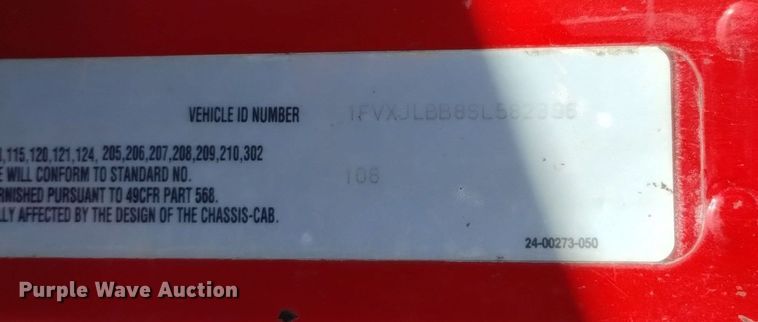 VEHICLE ID NUMBER
,115,120,121,124, 205,206,207,208,209,210,302
WILL CONFORM TO STANDARD NO. 106
PURSUANT TO 49CFR PART 568.
AFFECTED BY THE DESIGN OF THE CHASSIS-CAB.
24-00273-050
Purple Wave Auction